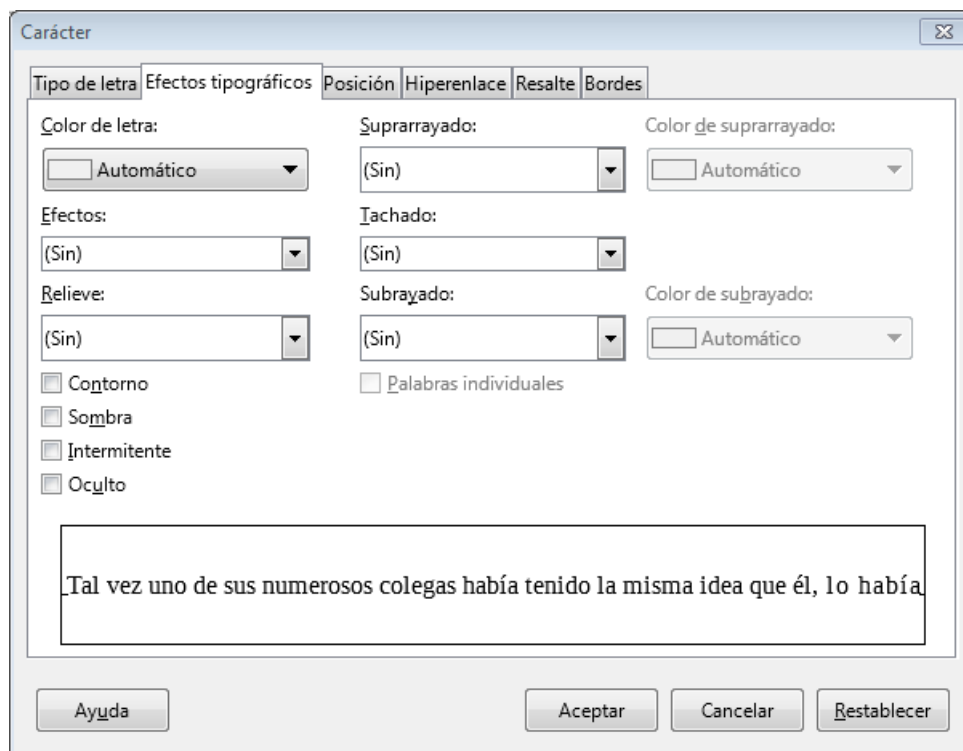 Carácter
Tipo de letra Efectos tipográficos Posición Hiperenlace Resalte Bordes
Color de letra: Suprarrayado: Color de suprarrayado:
Automático (Sin) Automático
Efectos: Tachado:
(Sin) (Sin)
Relieve: Subrayado: Color de subrayado:
(Sin) (Sin) Automático
Contorno Palabras individuales
Sombra
Intermitente
Oculto
Tal vez uno de sus numerosos colegas había tenido la misma idea que él, lo había
Ayuda Aceptar Cancelar Restablecer